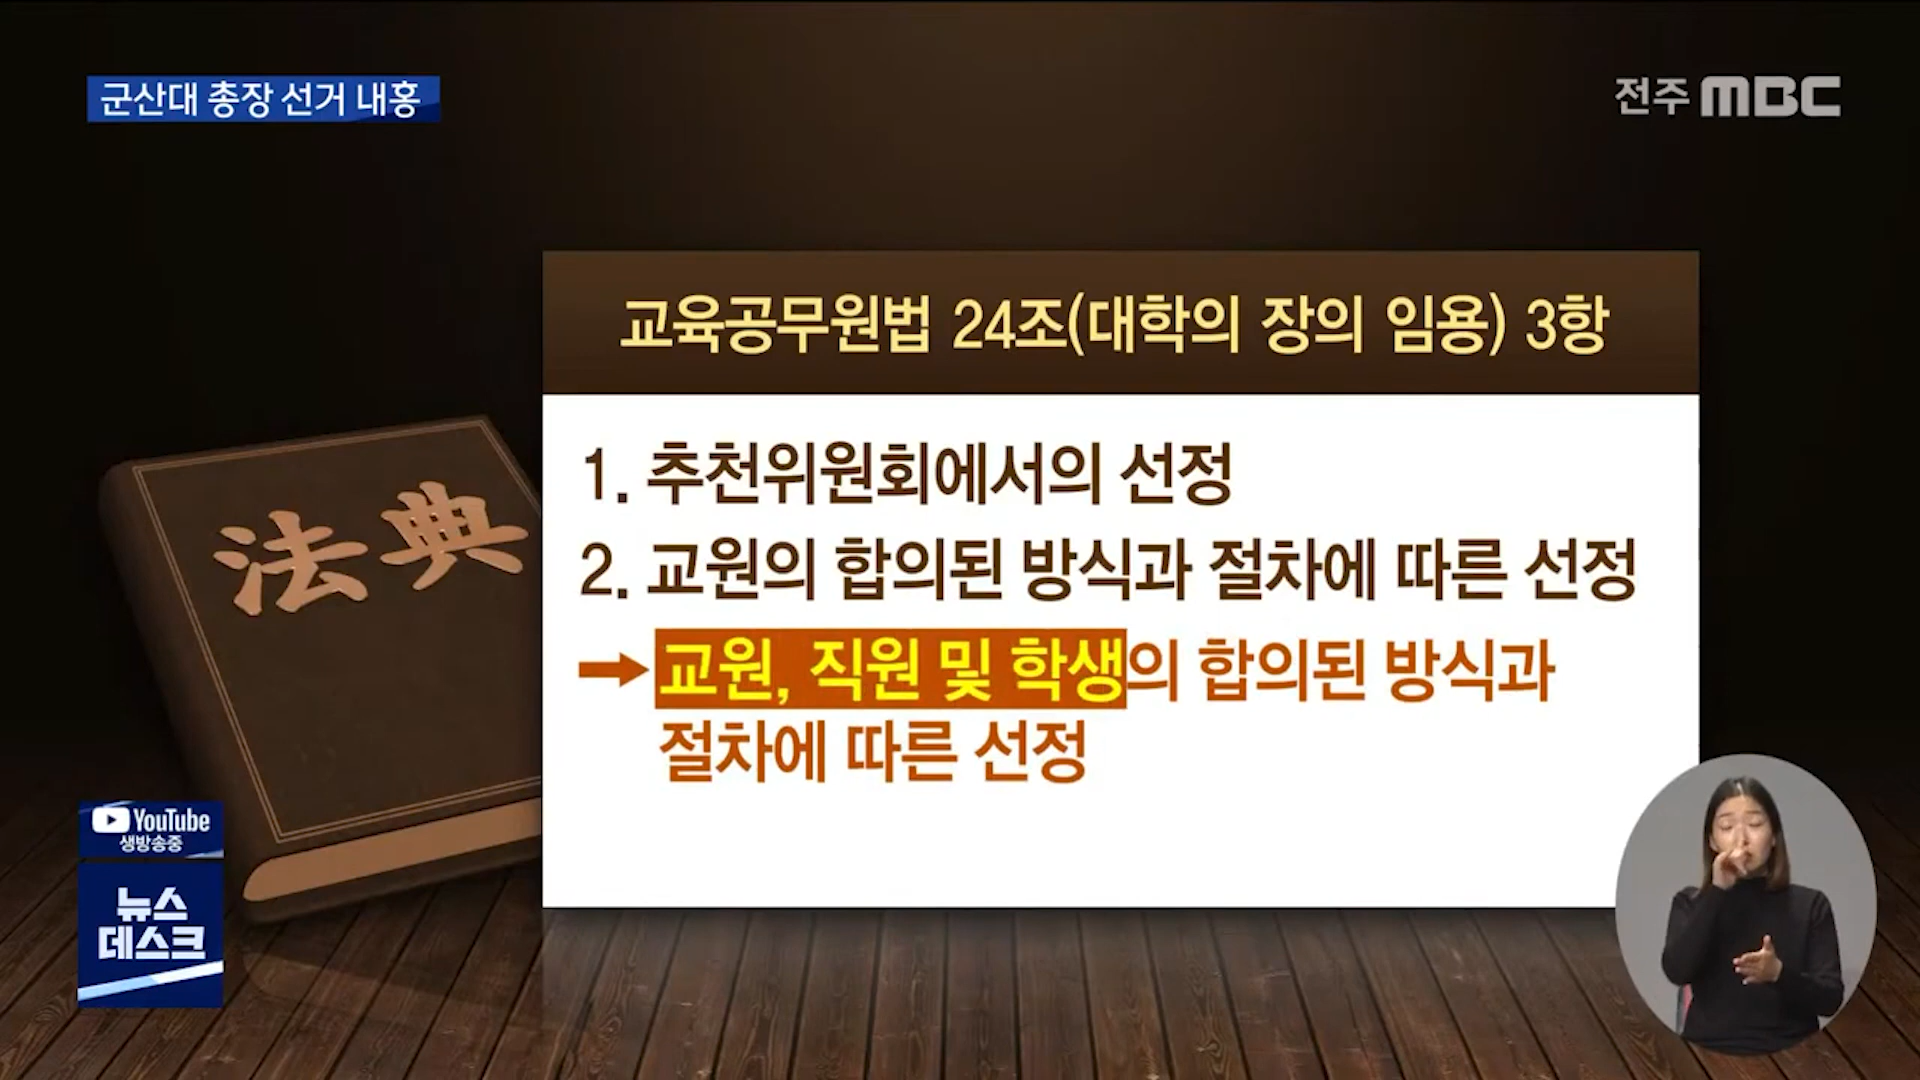 군산대 총장 선거 내홍
전주 MBC
교육공무원법 24조(대학의 장의 임용) 3항
1. 추천위원회에서의 선정
2. 교원의 합의된 방식과 절차에 따른 선정
➡교원, 직원 및 학생의 합의된 방식과
절차에 따른 선정
法典
YouTube
생방송중
뉴스
데스크